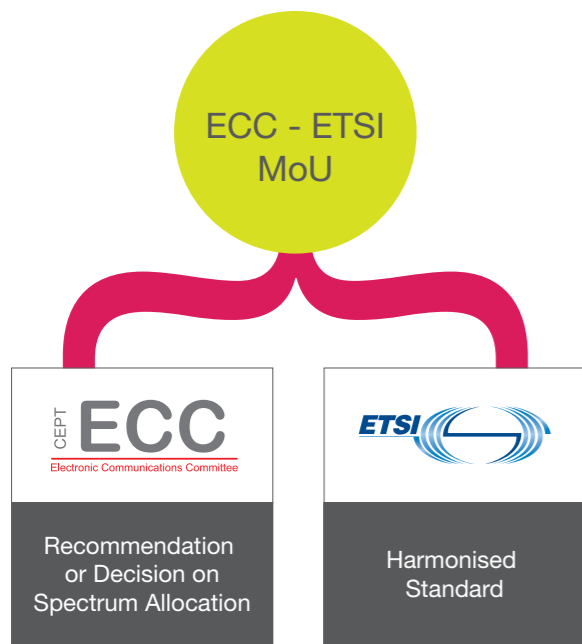 ECC - ETSI
MoU
CEPT
ECC
Electronic Communications Committee
ETSI
Recommendation
or Decision on
Spectrum Allocation
Harmonised
Standard